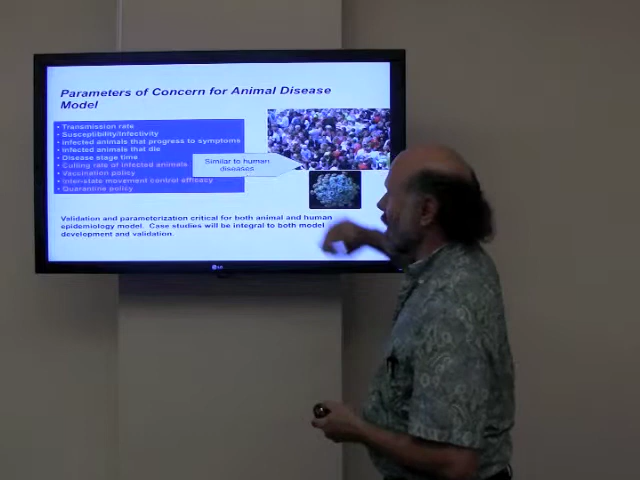 Parameters of Concern for Animal Disease
Model
• Transmission rate
• Susceptibility/Infectivity
• Infected animals that progress to symptoms
• Infected animals that die
• Disease stage time
• Culling rate of infected animals
• Vaccination policy
• Inter-state movement control efficacy
• Quarantine policy
Similar to human
diseases
Validation and parameterization critical for both animal and human
epidemiology model. Case studies will be integral to both model
development and validation.
LG